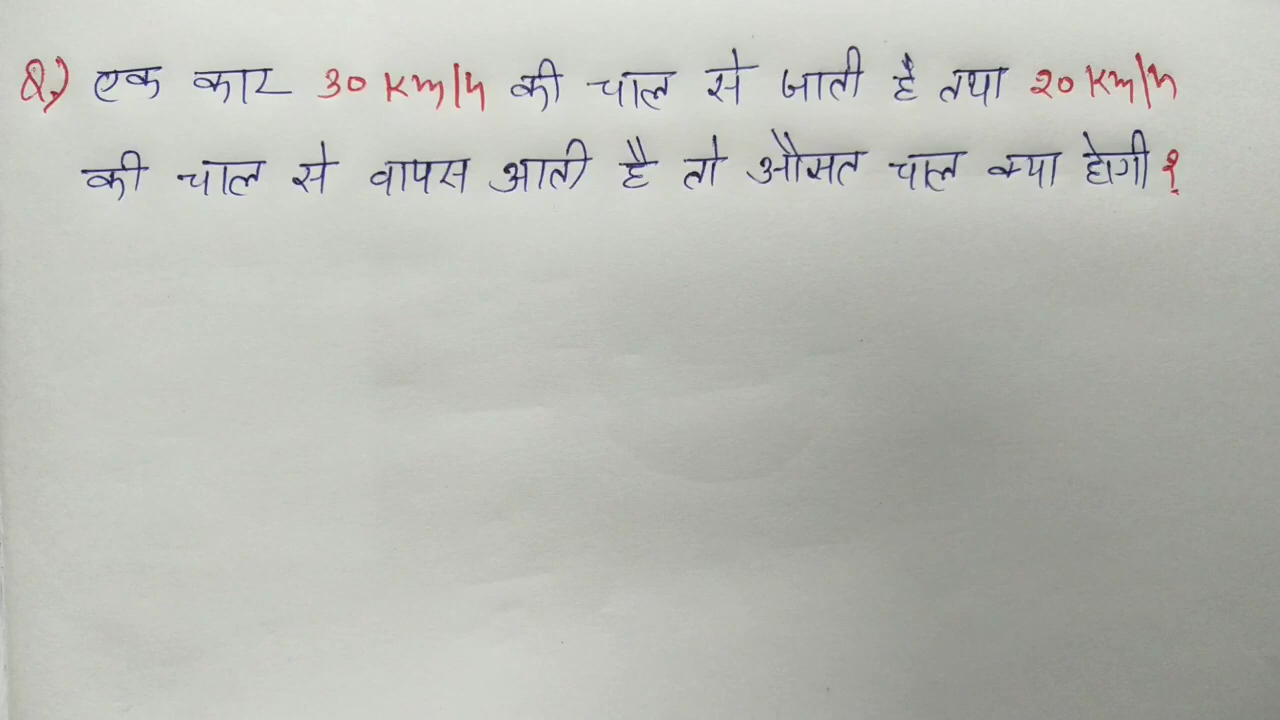 Q.) एक कार 30 Km/h की चाल से जाती है तथा 20 Km/h
की चाल से वापस आती है तो औसत चाल क्या होगी ?